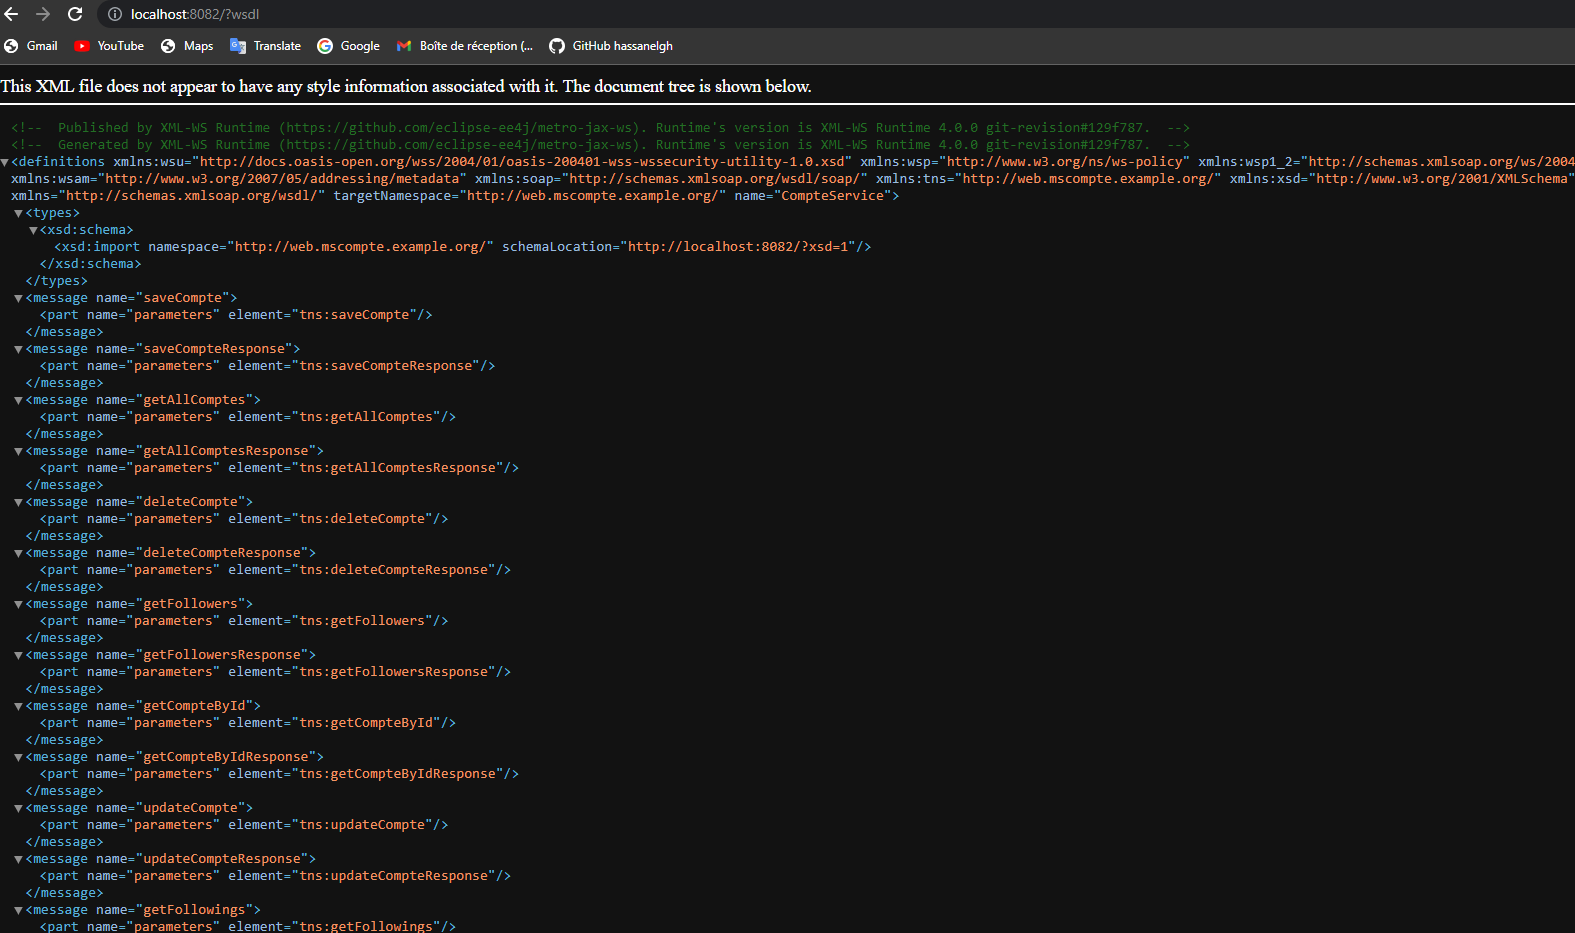 localhost:8082/?wsdl
Gmail YouTube Maps Translate Google Boîte de réception (... GitHub hassanelgh
This XML file does not appear to have any style information associated with it. The document tree is shown below.
<!-- Published by XML-WS Runtime (https://github.com/eclipse-ee4j/metro-jax-ws). Runtime's version is XML-WS Runtime 4.0.0 git-revision#129f787. -->
<!-- Generated by XML-WS Runtime (https://github.com/eclipse-ee4j/metro-jax-ws). Runtime's version is XML-WS Runtime 4.0.0 git-revision#129f787. -->
▼<definitions xmlns:wsu="http://docs.oasis-open.org/wss/2004/01/oasis-200401-wss-wssecurity-utility-1.0.xsd" xmlns:wsp="http://www.w3.org/ns/ws-policy" xmlns:wsp1_2="http://schemas.xmlsoap.org/ws/2004
xmlns:wsam="http://www.w3.org/2007/05/addressing/metadata" xmlns:soap="http://schemas.xmlsoap.org/wsdl/soap/" xmlns:tns="http://web.mscompte.example.org/" xmlns:xsd="http://www.w3.org/2001/XMLSchema"
xmlns="http://schemas.xmlsoap.org/wsdl/" targetNamespace="http://web.mscompte.example.org/" name="CompteService">
▼<types>
▼<xsd:schema>
<xsd:import namespace="http://web.mscompte.example.org/" schemaLocation="http://localhost:8082/?xsd=1"/>
</xsd:schema>
</types>
▼<message name="saveCompte">
<part name="parameters" element="tns:saveCompte"/>
</message>
▼<message name="saveCompteResponse">
<part name="parameters" element="tns:saveCompteResponse"/>
</message>
▼<message name="getAllComptes">
<part name="parameters" element="tns:getAllComptes"/>
</message>
▼<message name="getAllComptesResponse">
<part name="parameters" element="tns:getAllComptesResponse"/>
</message>
▼<message name="deleteCompte">
<part name="parameters" element="tns:deleteCompte"/>
</message>
▼<message name="deleteCompteResponse">
<part name="parameters" element="tns:deleteCompteResponse"/>
</message>
▼<message name="getFollowers">
<part name="parameters" element="tns:getFollowers"/>
</message>
▼<message name="getFollowersResponse">
<part name="parameters" element="tns:getFollowersResponse"/>
</message>
▼<message name="getCompteById">
<part name="parameters" element="tns:getCompteById"/>
</message>
▼<message name="getCompteByIdResponse">
<part name="parameters" element="tns:getCompteByIdResponse"/>
</message>
▼<message name="updateCompte">
<part name="parameters" element="tns:updateCompte"/>
</message>
▼<message name="updateCompteResponse">
<part name="parameters" element="tns:updateCompteResponse"/>
</message>
▼<message name="getFollowings">
<part name="parameters" element="tns:getFollowings"/>